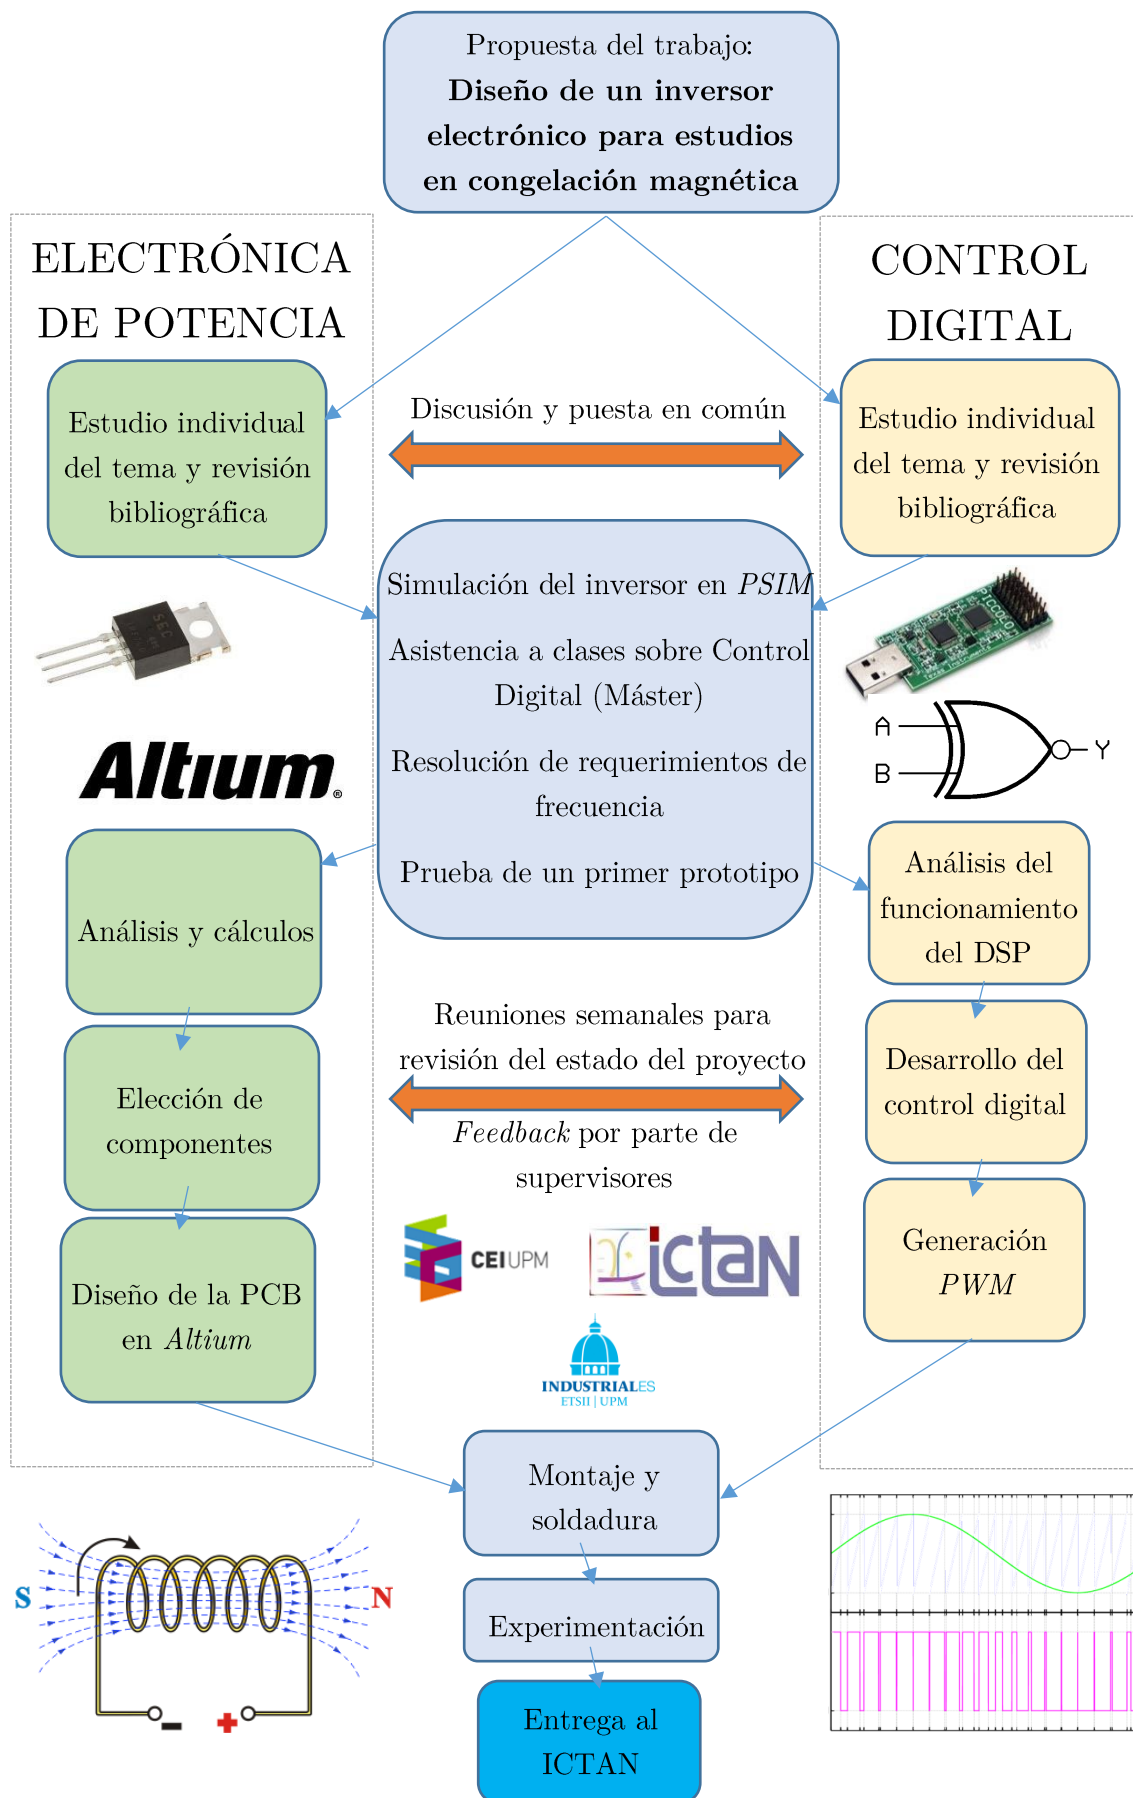 Propuesta del trabajo:
Diseño de un inversor
electrónico para estudios
en congelación magnética
ELECTRÓNICA
DE POTENCIA
CONTROL
DIGITAL
Estudio individual
del tema y revisión
bibliográfica
Discusión y puesta en común
Estudio individual
del tema y revisión
bibliográfica
Simulación del inversor en PSIM
Asistencia a clases sobre Control
Digital (Máster)
Resolución de requerimientos de
frecuencia
Prueba de un primer prototipo
SEC
PICCOLO
Texas Instruments
Altium®
A
B
Y
Análisis y cálculos
Elección de
componentes
Diseño de la PCB
en Altium
Análisis del
funcionamiento
del DSP
Desarrollo del
control digital
Generación
PWM
Reuniones semanales para
revisión del estado del proyecto
Feedback por parte de
supervisores
CEIUPM
ictan
INDUSTRIALES
ETSII | UPM
Montaje y
soldadura
Experimentación
Entrega al
ICTAN
S
N